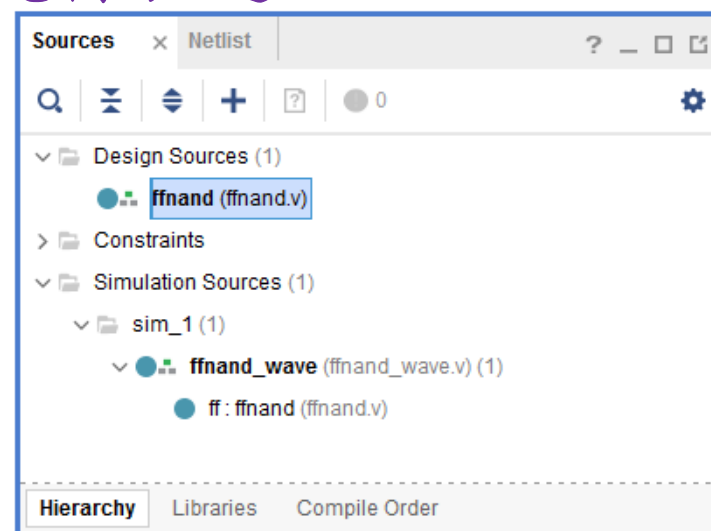 Sources × Netlist ?
0
Design Sources (1)
ffnand (ffnand.v)
Constraints
Simulation Sources (1)
sim_1 (1)
ffnand_wave (ffnand_wave.v) (1)
ff : ffnand (ffnand.v)
Hierarchy Libraries Compile Order